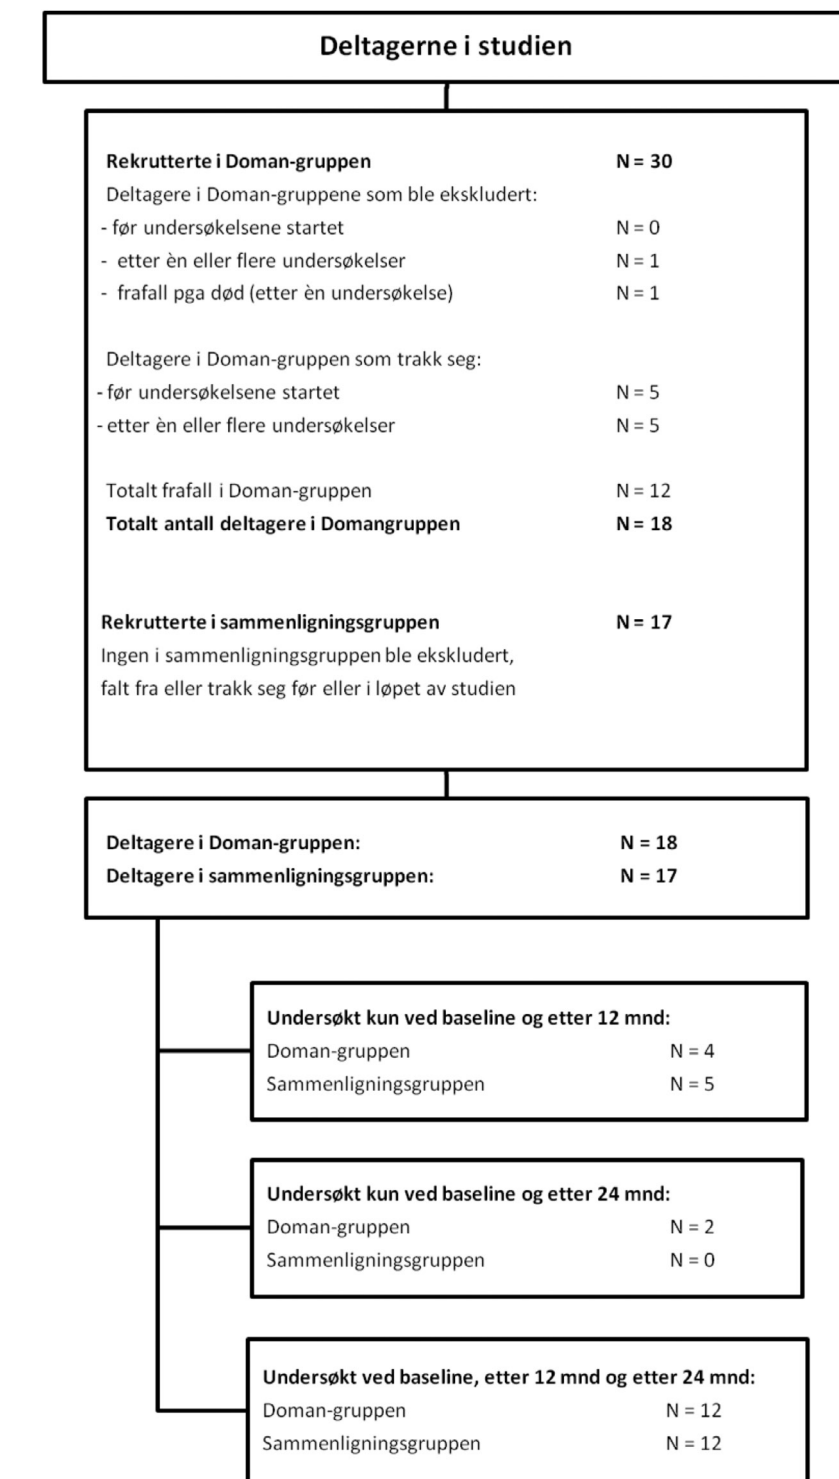 Deltagerne i studien
Rekrutterte i Doman-gruppen N = 30
Deltagere i Doman-gruppene som ble ekskludert:
- før undersøkelsene startet N = 0
- etter èn eller flere undersøkelser N = 1
- frafall pga død (etter èn undersøkelse) N = 1
Deltagere i Doman-gruppen som trakk seg:
- før undersøkelsene startet N = 5
- etter èn eller flere undersøkelser N = 5
Totalt frafall i Doman-gruppen N = 12
Totalt antall deltagere i Domangruppen N = 18
Rekrutterte i sammenligningsgruppen N = 17
Ingen i sammenligningsgruppen ble ekskludert,
falt fra eller trakk seg før eller i løpet av studien
Deltagere i Doman-gruppen: N = 18
Deltagere i sammenligningsgruppen: N = 17
Undersøkt kun ved baseline og etter 12 mnd:
Doman-gruppen N = 4
Sammenligningsgruppen N = 5
Undersøkt kun ved baseline og etter 24 mnd:
Doman-gruppen N = 2
Sammenligningsgruppen N = 0
Undersøkt ved baseline, etter 12 mnd og etter 24 mnd:
Doman-gruppen N = 12
Sammenligningsgruppen N = 12